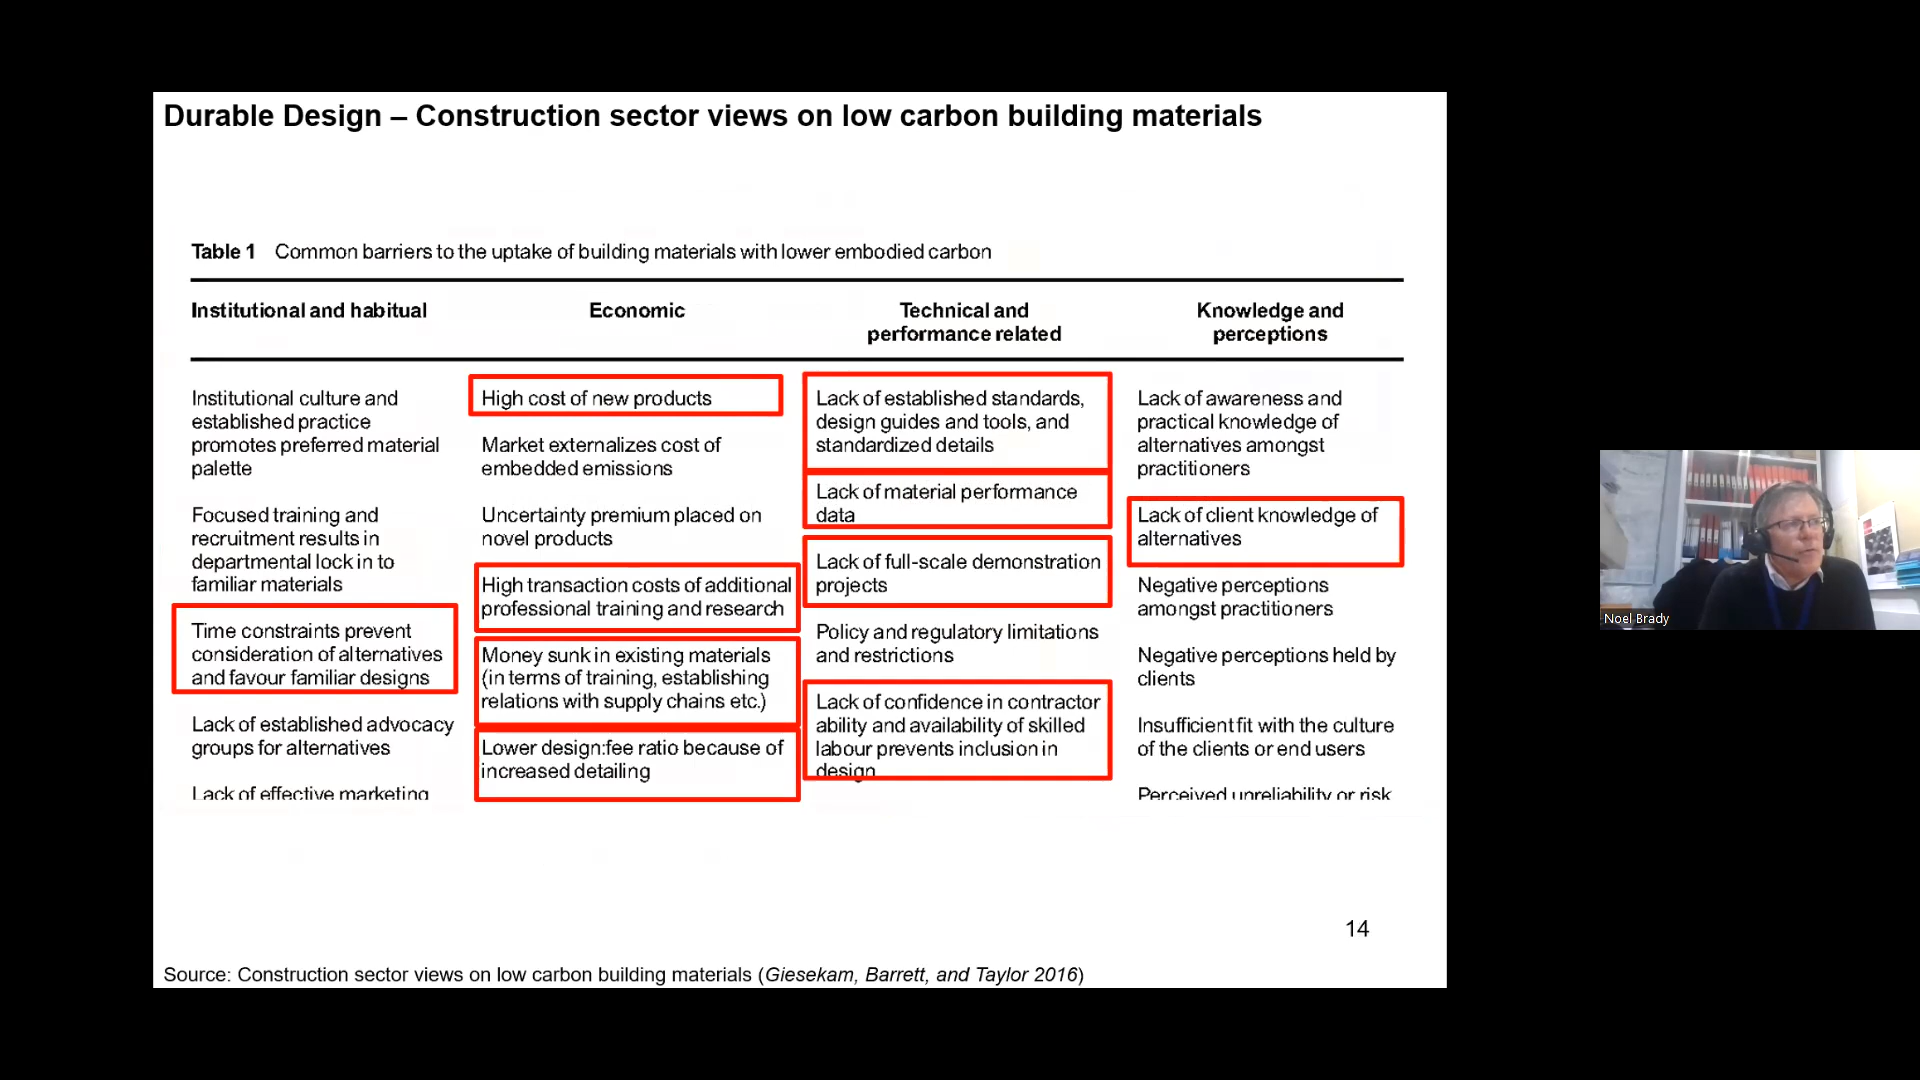 Durable Design – Construction sector views on low carbon building materials
Table 1 Common barriers to the uptake of building materials with lower embodied carbon
Institutional and habitual
Economic
Technical and
performance related
Knowledge and
perceptions
Institutional culture and
established practice
promotes preferred material
palette
Focused training and
recruitment results in
departmental lock in to
familiar materials
Time constraints prevent
consideration of alternatives
and favour familiar designs
Lack of established advocacy
groups for alternatives
Lack of effective marketing
High cost of new products
Market externalizes cost of
embedded emissions
Uncertainty premium placed on
novel products
High transaction costs of additional
professional training and research
Money sunk in existing materials
(in terms of training, establishing
relations with supply chains etc.)
Lower design:fee ratio because of
increased detailing
Lack of established standards,
design guides and tools, and
standardized details
Lack of material performance
data
Lack of full-scale demonstration
projects
Policy and regulatory limitations
and restrictions
Lack of confidence in contractor
ability and availability of skilled
labour prevents inclusion in
design
Lack of awareness and
practical knowledge of
alternatives amongst
practitioners
Lack of client knowledge of
alternatives
Negative perceptions
amongst practitioners
Negative perceptions held by
clients
Insufficient fit with the culture
of the clients or end users
Perceived unreliability or risk
14
Source: Construction sector views on low carbon building materials (Giesekam, Barrett, and Taylor 2016)
Noel Brady